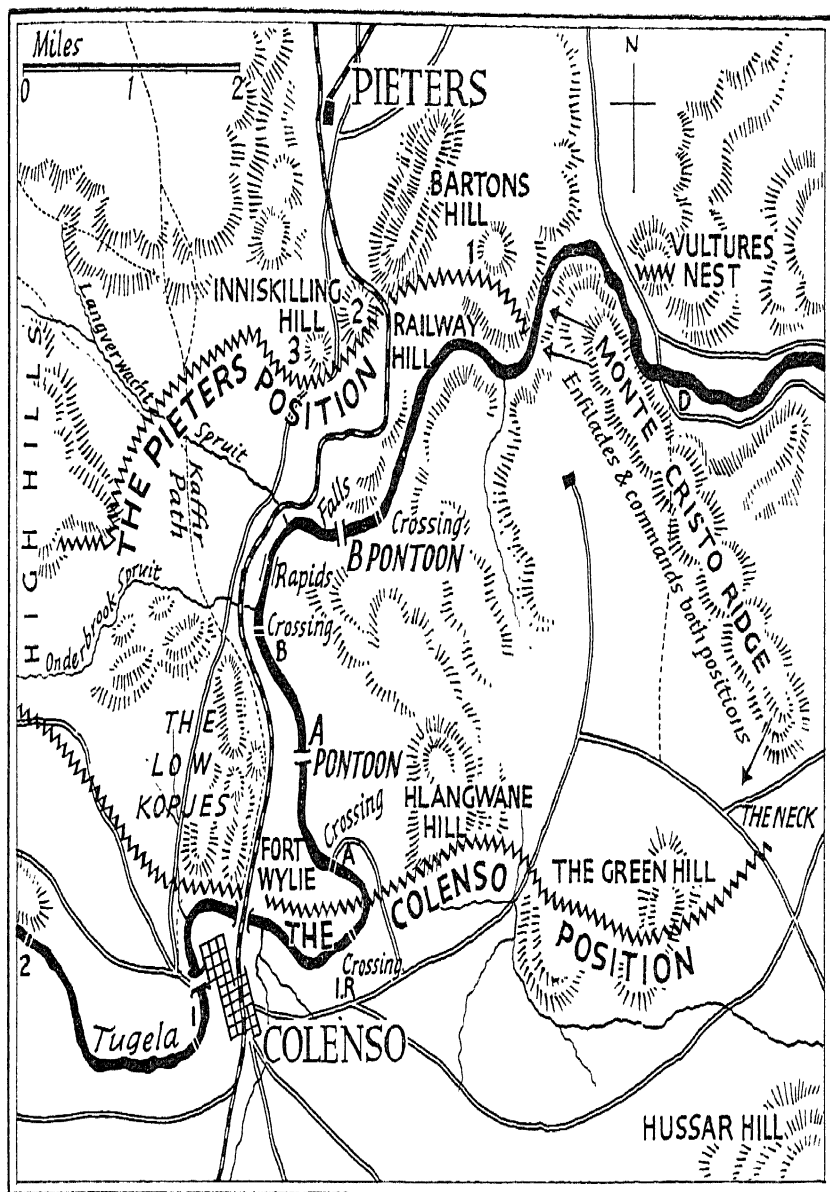 Miles
0 1 2
N
PIETERS
BARTONS
HILL
1
VULTURES
NEST
INNISKILLING
HILL
2
3
RAILWAY
HILL
Langverwacht
Spruit
THE PIETERS POSITION
MONTE CRISTO RIDGE
Enfilades & commands both positions
D
HIGH HILLS
Kaffir
Path
Falls
Crossing
B PONTOON
Rapids
Onderbrook Spruit
Crossing
B
A
PONTOON
THE
LOW
KOPJES
Crossing
A
HLANGWANE
HILL
THE NECK
FORT
WYLIE
THE GREEN HILL
THE COLENSO POSITION
Crossing
I.R
2
1
Tugela
COLENSO
HUSSAR HILL